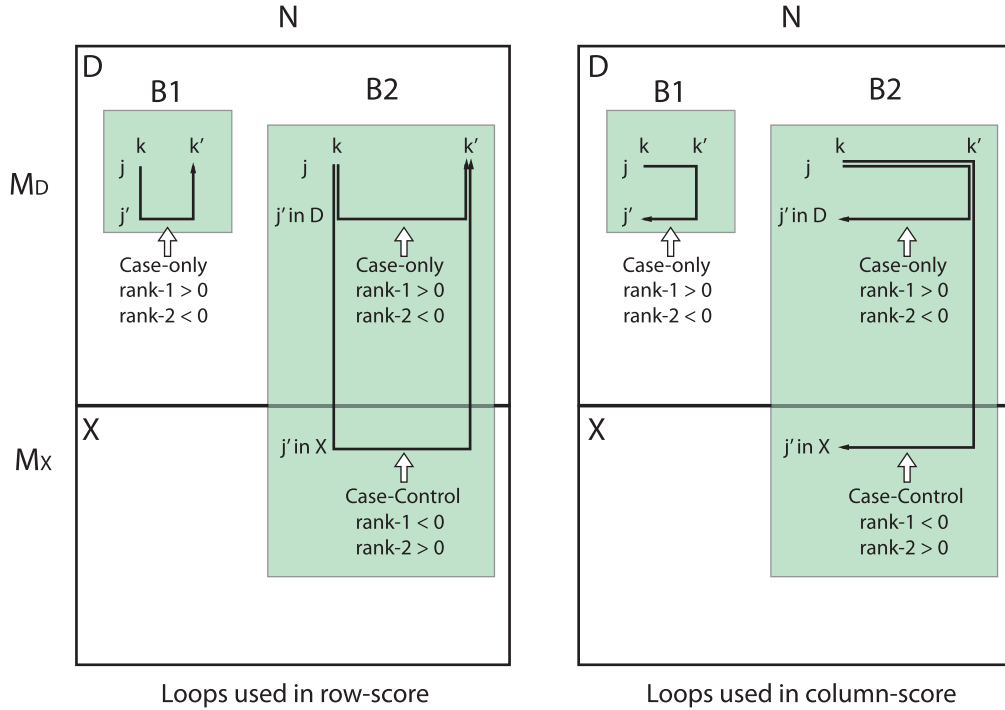 N
N
D
B1
B2
D
B1
B2
k
k'
k
k'
k
k'
k
k'
j
j
j
j
MD
j'
j' in D
j'
j' in D
Case-only
rank-1 > 0
rank-2 < 0
Case-only
rank-1 > 0
rank-2 < 0
Case-only
rank-1 > 0
rank-2 < 0
Case-only
rank-1 > 0
rank-2 < 0
X
X
MX
j' in X
j' in X
Case-Control
rank-1 < 0
rank-2 > 0
Case-Control
rank-1 < 0
rank-2 > 0
Loops used in row-score
Loops used in column-score